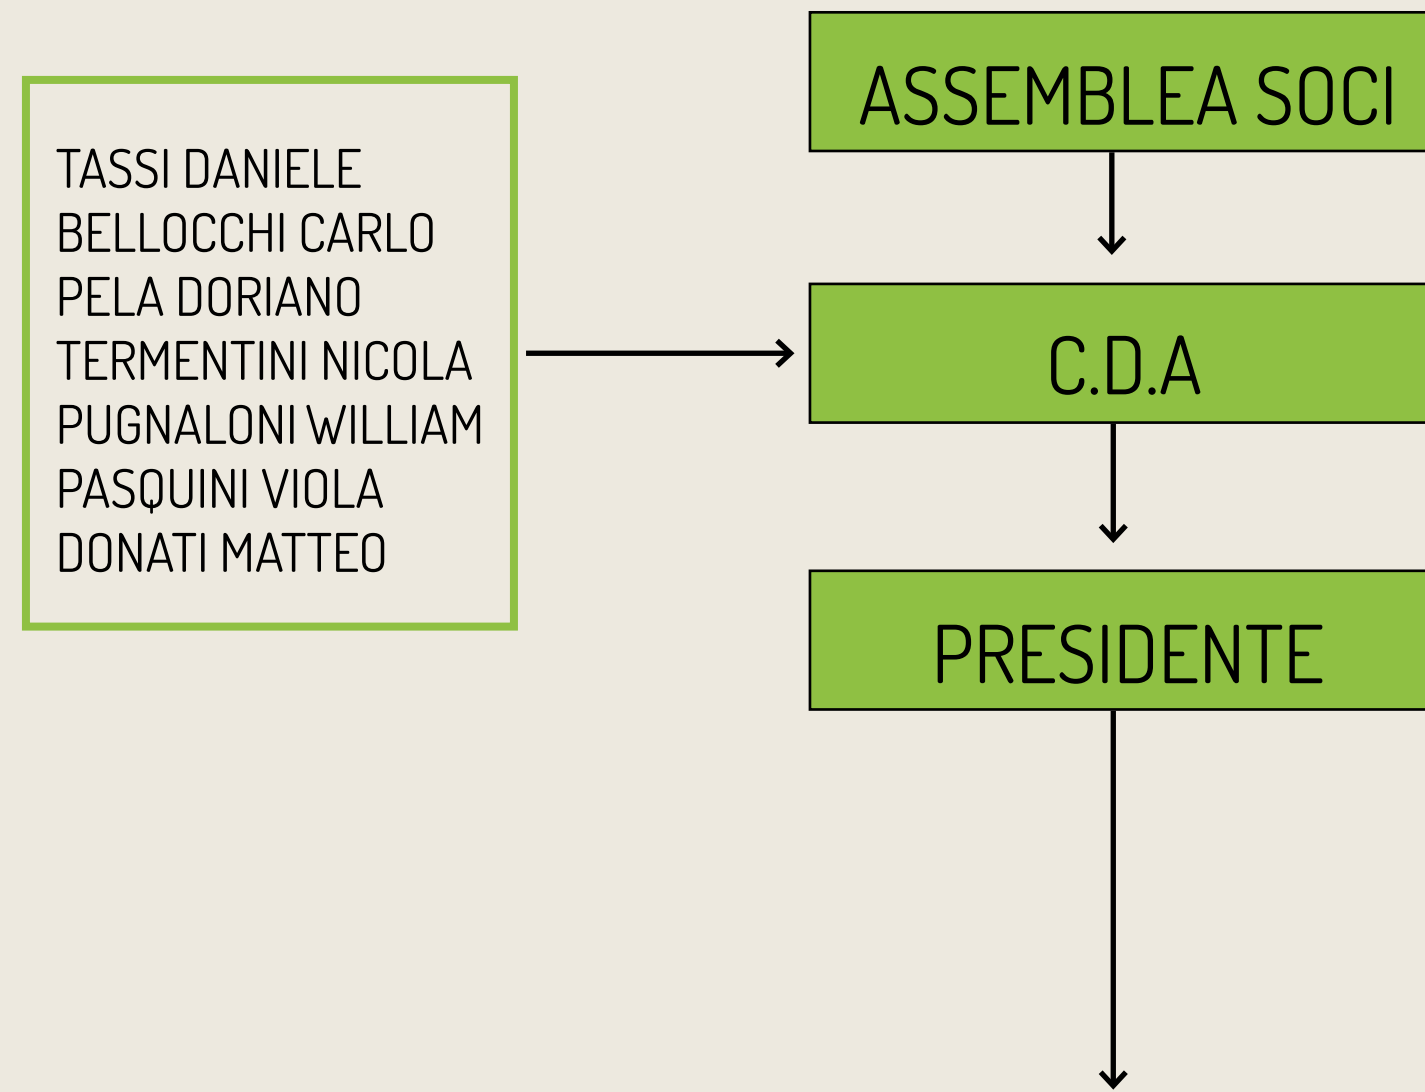 ASSEMBLEA SOCI
TASSI DANIELE
BELLOCCHI CARLO
PELA DORIANO
TERMENTINI NICOLA
PUGNALONI WILLIAM
PASQUINI VIOLA
DONATI MATTEO
C.D.A
PRESIDENTE